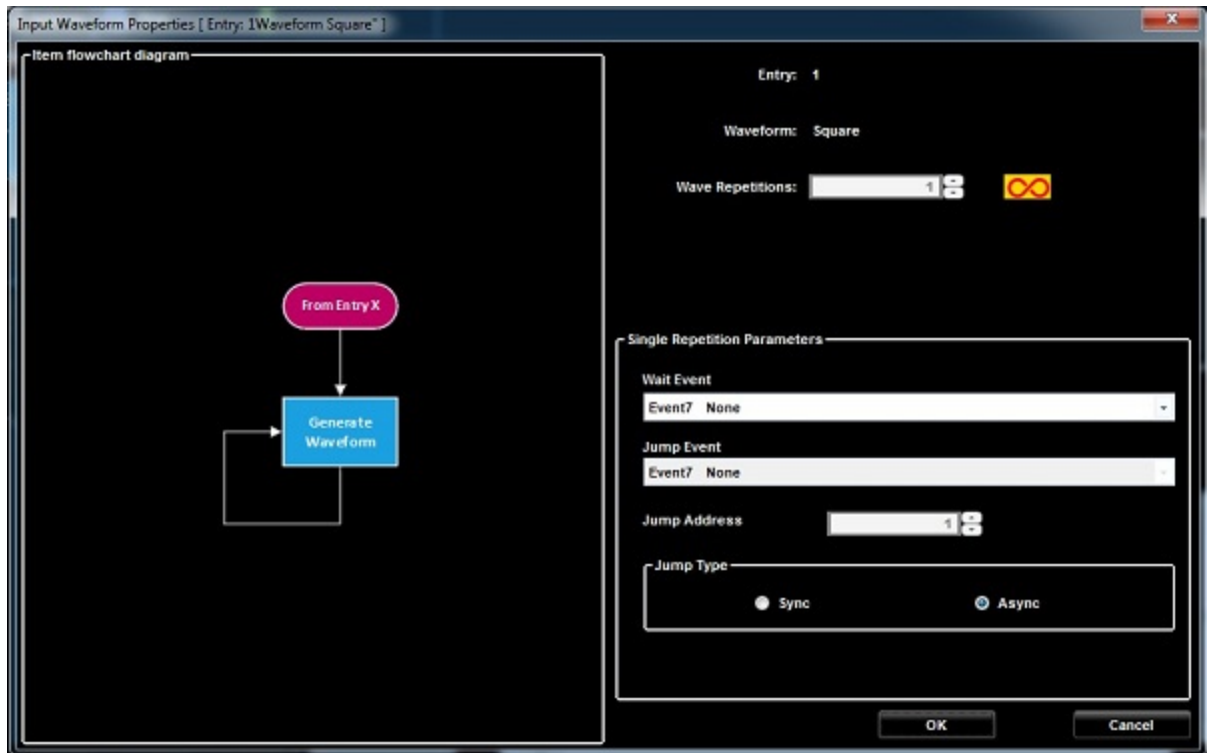 Input Waveform Properties [ Entry: 1Waveform Square" ]
Item flowchart diagram
From Entry X
Generate
Waveform
Entry: 1
Waveform: Square
Wave Repetitions: 1
Single Repetition Parameters
Wait Event
Event7 None
Jump Event
Event7 None
Jump Address 1
Jump Type
Sync Async
OK Cancel